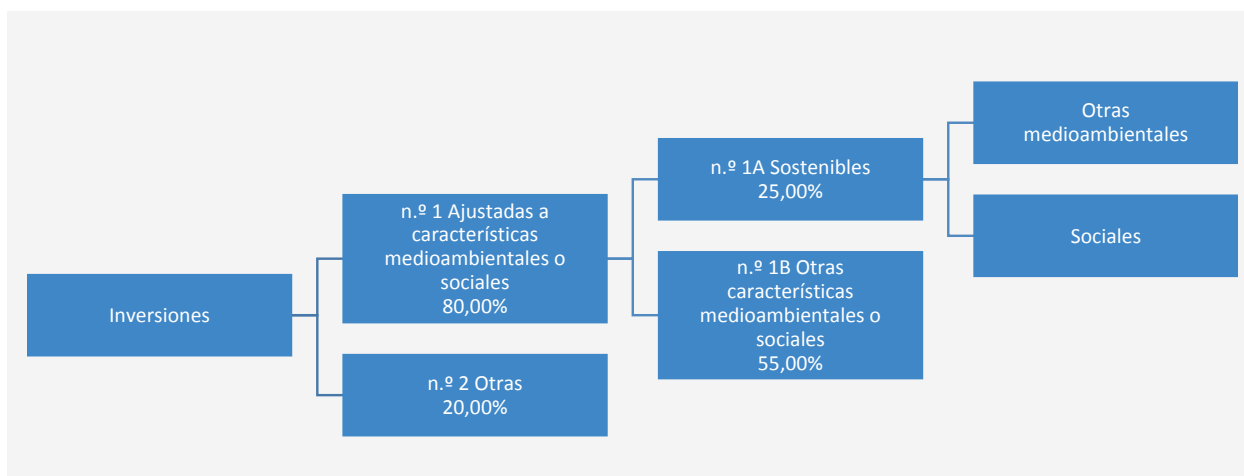 Inversiones
n.º 1 Ajustadas a
características
medioambientales o
sociales
80,00%
n.º 2 Otras
20,00%
n.º 1A Sostenibles
25,00%
n.º 1B Otras
características
medioambientales o
sociales
55,00%
Otras
medioambientales
Sociales